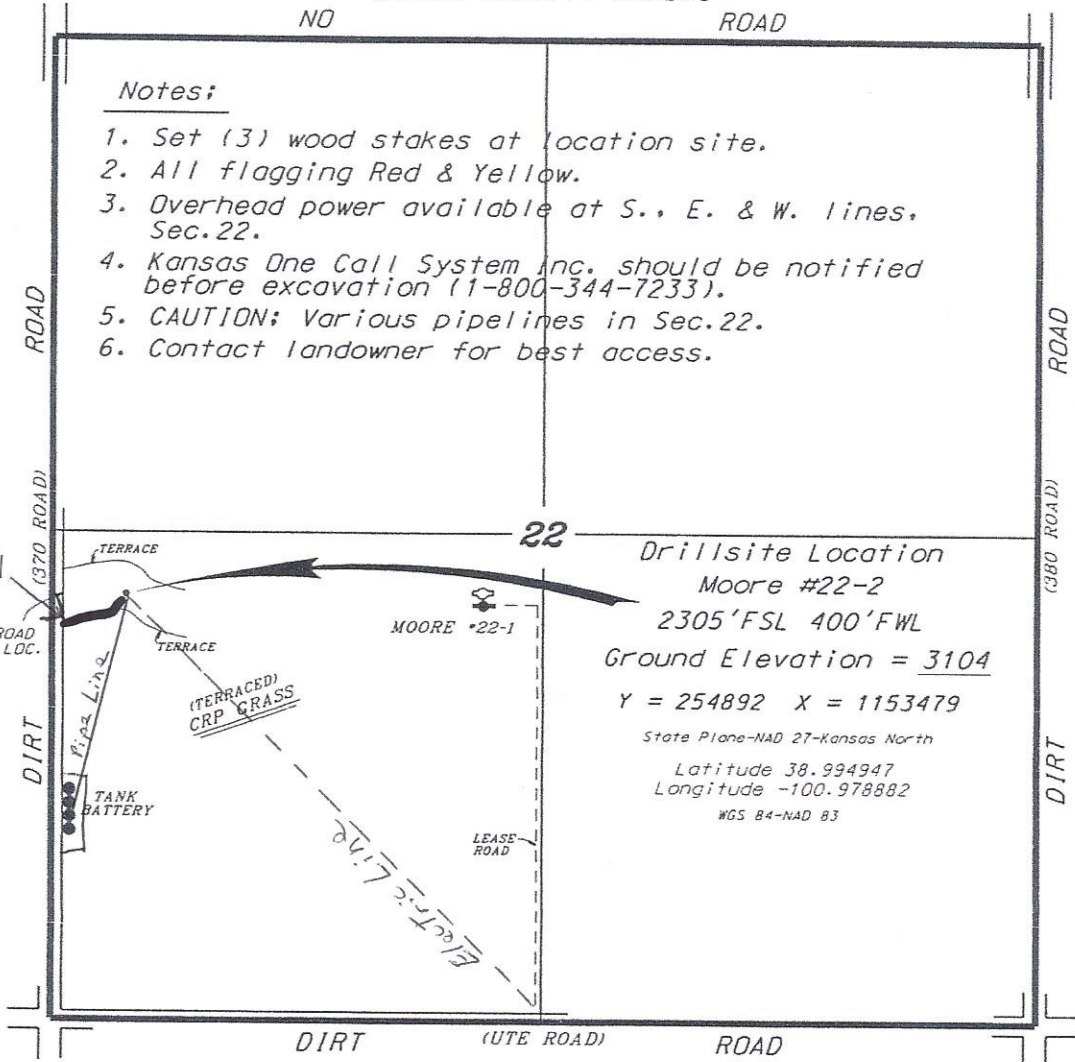 NO ROAD
Notes:
1. Set (3) wood stakes at location site.
2. All flagging Red & Yellow.
3. Overhead power available at S., E. & W. lines,
Sec.22.
4. Kansas One Call System Inc. should be notified
before excavation (1-800-344-7233).
5. CAUTION: Various pipelines in Sec.22.
6. Contact landowner for best access.
ROAD
ROAD
(370 ROAD)
(380 ROAD)
22
TERRACE
Drillsite Location
Moore #22-2
2305'FSL 400'FWL
Ground Elevation = 3104
Y = 254892 X = 1153479
State Plane-NAD 27-Kansas North
Latitude 38.994947
Longitude -100.978882
WGS 84-NAD 83
MOORE #22-1
ROAD
LOC.
TERRACE
(TERRACED)
CRP GRASS
Pipe Line
DIRT
DIRT
TANK
BATTERY
LEASE
ROAD
Electric Line
DIRT (UTE ROAD) ROAD